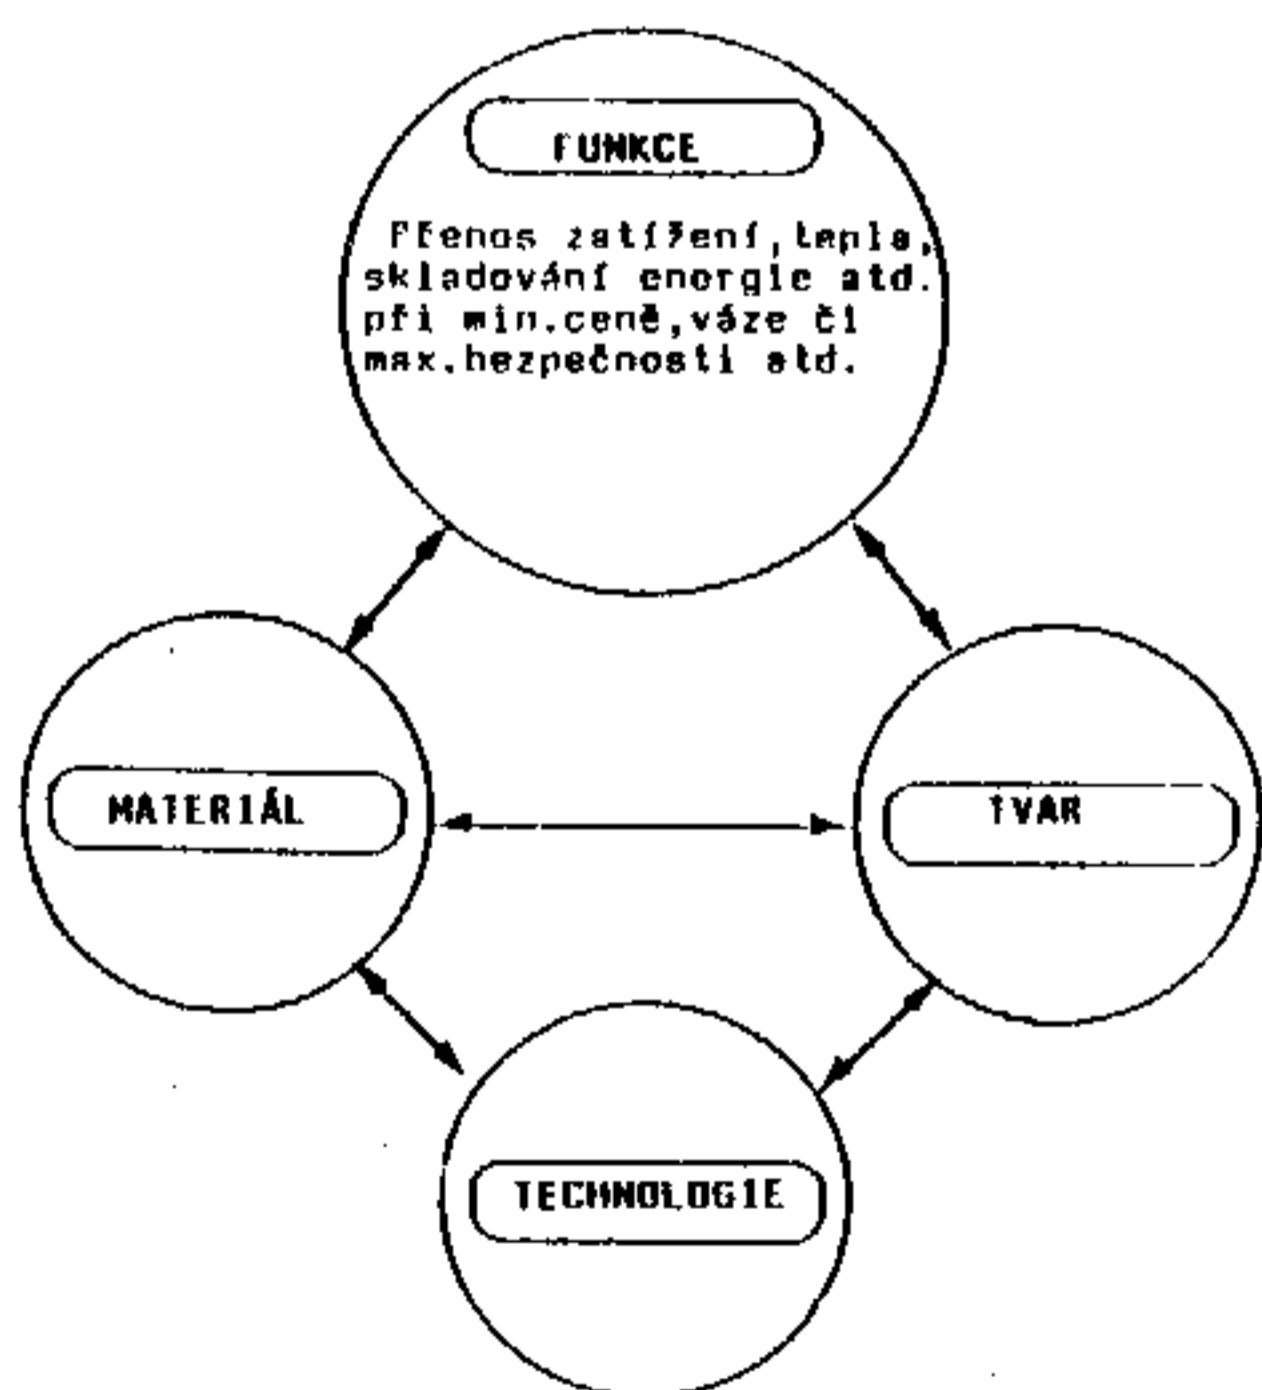 FUNKCE
Přenos zatížení, tepla,
skladování energie atd.
při min.ceně,váze či
max.bezpečnosti atd.
MATERIÁL
TVAR
TECHNOLOGIE